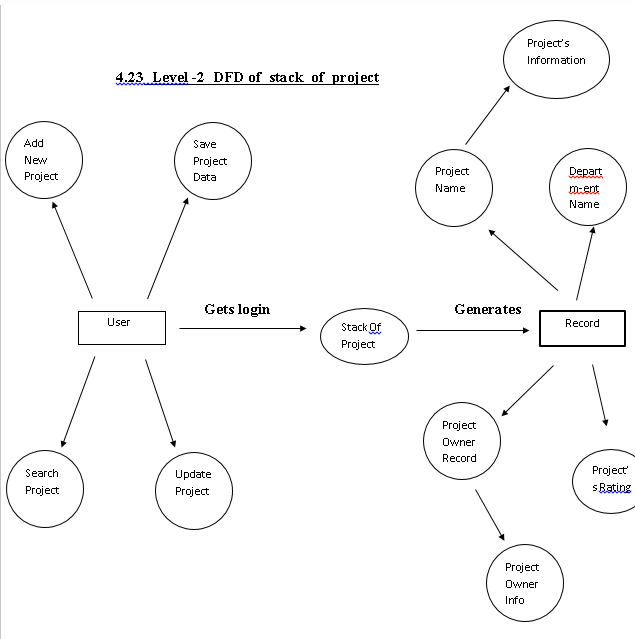 Project's
Information
4.23 Level -2 DFD of stack of project
Add
New
Project
Save
Project
Data
Project
Name
Depart
m-ent
Name
Gets login
Generates
User
Stack Of
Project
Record
Project
Owner
Record
Search
Project
Update
Project
Project'
s Rating
Project
Owner
Info